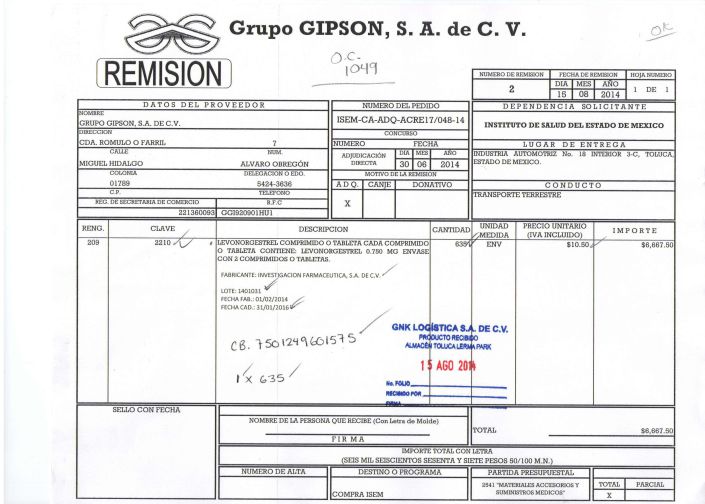 Grupo GIPSON, S. A. de C. V.
OK
O.C.
1049
REMISION
NUMERO DE REMISION
FECHA DE REMISION
HOJA NUMERO
2
DIA MES AÑO
15 08 2014
1 DE 1
DATOS DEL PROVEEDOR
NOMBRE
GRUPO GIPSON, S.A. DE C.V.
DIRECCION
CDA. ROMULO O FARRIL 7
CALLE NUM.
MIGUEL HIDALGO ALVARO OBREGÓN
COLONIA DELEGACIÓN O EDO.
01789 5424-3636
C.P. TELEFONO
REG. DE SECRETARIA DE COMERCIO R.F.C
221360093 GGI920901HU1
NUMERO DEL PEDIDO
ISEM-CA-ADQ-ACRE17/048-14
CONCURSO
NUMERO FECHA
ADJUDICACIÓN DIRECTA
DIA MES AÑO
30 06 2014
MOTIVO DE LA REMISIÓN
A D Q. CANJE DONATIVO
X
DEPENDENCIA SOLICITANTE
INSTITUTO DE SALUD DEL ESTADO DE MEXICO
LUGAR DE ENTREGA
INDUSTRIA AUTOMOTRIZ No. 18 INTERIOR 3-C, TOLUCA,
ESTADO DE MEXICO.
CONDUCTO
TRANSPORTE TERRESTRE
RENG. CLAVE DESCRIPCION CANTIDAD UNIDAD MEDIDA PRECIO UNITARIO (IVA INCLUIDO) IMPORTE
209 2210 LEVONORGESTREL COMPRIMIDO O TABLETA CADA COMPRIMIDO 635 ENV $10.50 $6,667.50
O TABLETA CONTIENE: LEVONORGESTREL 0.750 MG ENVASE
CON 2 COMPRIMIDOS O TABLETAS.
FABRICANTE: INVESTIGACION FARMACEUTICA, S.A. DE C.V.
LOTE: 1401031
FECHA FAB.: 01/02/2014
FECHA CAD.: 31/01/2016
CB. 7501249601575
1 X 635
GNK LOGÍSTICA S.A. DE C.V.
PRODUCTO RECIBIDO
ALMACÉN TOLUCA LERMA PARK
15 AGO 2014
No. FOLIO
RECIBIDO POR
FIRMA
SELLO CON FECHA
NOMBRE DE LA PERSONA QUE RECIBE (Con Letra de Molde)
FIRMA
TOTAL $6,667.50
IMPORTE TOTAL CON LETRA
(SEIS MIL SEISCIENTOS SESENTA Y SIETE PESOS 50/100 M.N.)
NUMERO DE ALTA
DESTINO O PROGRAMA
COMPRA ISEM
PARTIDA PRESUPUESTAL
2541 "MATERIALES ACCESORIOS Y
SUMINISTROS MEDICOS"
TOTAL PARCIAL
X